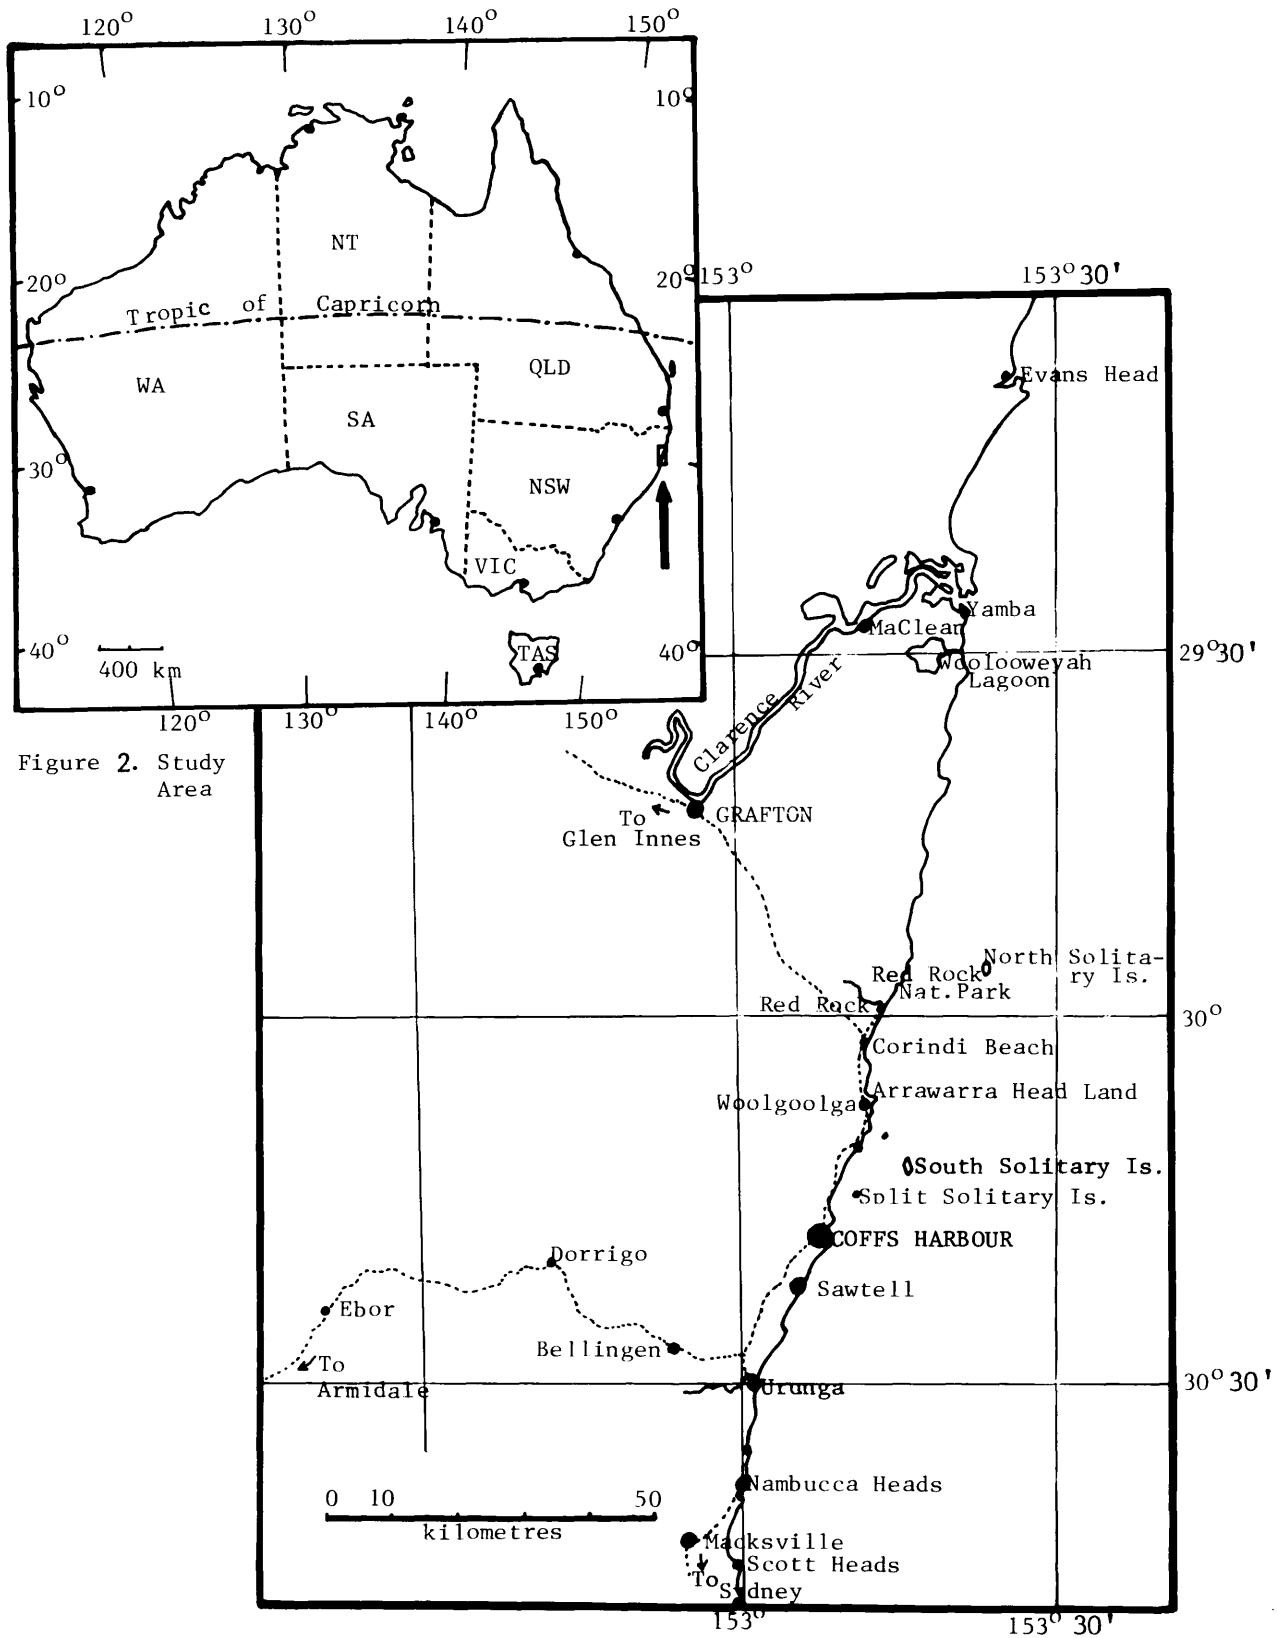 120° 130° 140° 150°
10° 10°
NT
20° 20° 153° 153° 30'
Tropic of Capricorn
QLD
WA
Evans Head
SA
30°
NSW
VIC
Yamba
MaClean
40° TAS 40° 29° 30'
400 km
Woolooweyah
Lagoon
120° 130° 140° 150°
Clarence River
Figure 2. Study
Area
To
Glen Innes
GRAFTON
North Solita-
ry Is.
Red Rock
Nat.Park
Red Rock
30°
Corindi Beach
Arrawarra Head Land
Woolgoolga
South Solitary Is.
Split Solitary Is.
COFFS HARBOUR
Dorrigo
Sawtell
Ebor
Bellingen
To
Armidale
Urunga
30° 30'
Nambucca Heads
0 10 50
kilometres
Macksville
Scott Heads
To Sydney
153° 153° 30'